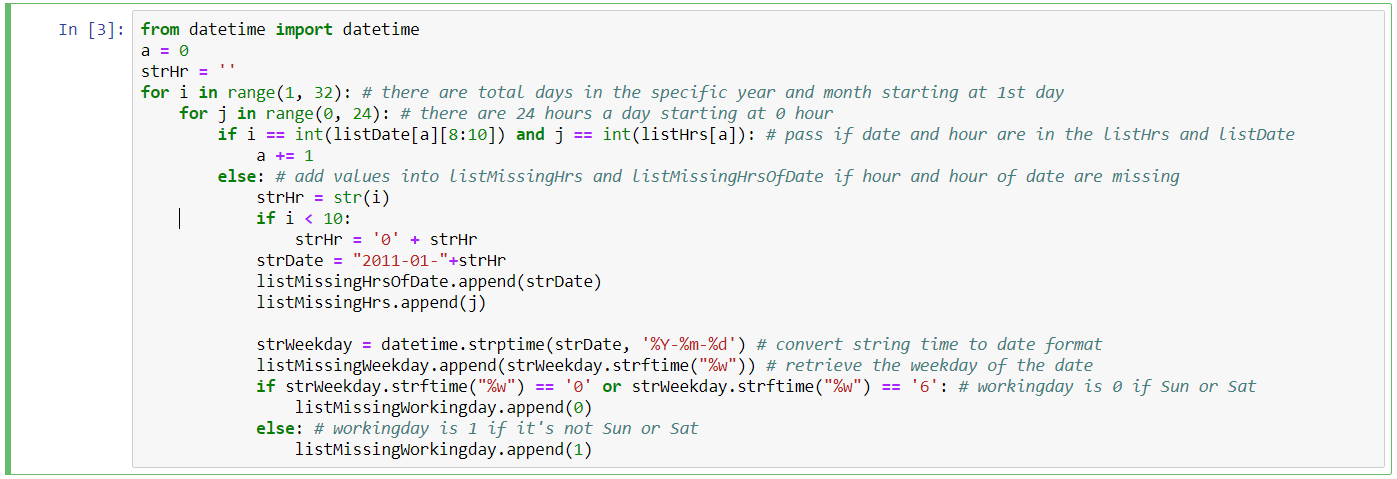 In [3]: from datetime import datetime
a = 0
strHr = ''
for i in range(1, 32): # there are total days in the specific year and month starting at 1st day
    for j in range(0, 24): # there are 24 hours a day starting at 0 hour
        if i == int(listDate[a][8:10]) and j == int(listHrs[a]): # pass if date and hour are in the listHrs and listDate
            a += 1
        else: # add values into listMissingHrs and listMissingHrsOfDate if hour and hour of date are missing
            strHr = str(i)
            if i < 10:
                strHr = '0' + strHr
            strDate = "2011-01-"+strHr
            listMissingHrsOfDate.append(strDate)
            listMissingHrs.append(j)

            strWeekday = datetime.strptime(strDate, '%Y-%m-%d') # convert string time to date format
            listMissingWeekday.append(strWeekday.strftime("%w")) # retrieve the weekday of the date
            if strWeekday.strftime("%w") == '0' or strWeekday.strftime("%w") == '6': # workingday is 0 if Sun or Sat
                listMissingWorkingday.append(0)
            else: # workingday is 1 if it's not Sun or Sat
                listMissingWorkingday.append(1)